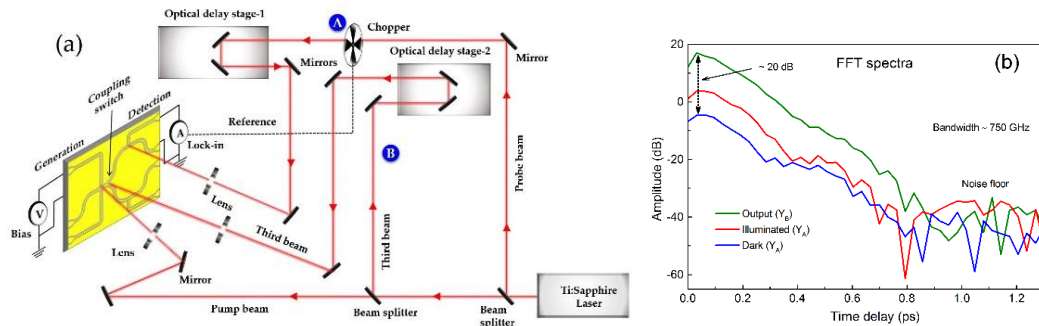 (a)
Optical delay stage-1
A
Chopper
Optical delay stage-2
Mirror
Mirrors
Coupling
switch
Detection
Generation
A
Lock-in
Reference
B
V
Bias
Lens
Lens
Third beam
Third beam
Probe beam
Mirror
Pump beam
Beam splitter
Beam
splitter
Ti:Sapphire
Laser
(b)
FFT spectra
~ 20 dB
Bandwidth ~ 750 GHz
Noise floor
Output (YB)
Illuminated (YA)
Dark (YA)
Amplitude (dB)
20
0
-20
-40
-60
0.0
0.2
0.4
0.6
0.8
1.0
1.2
Time delay (ps)